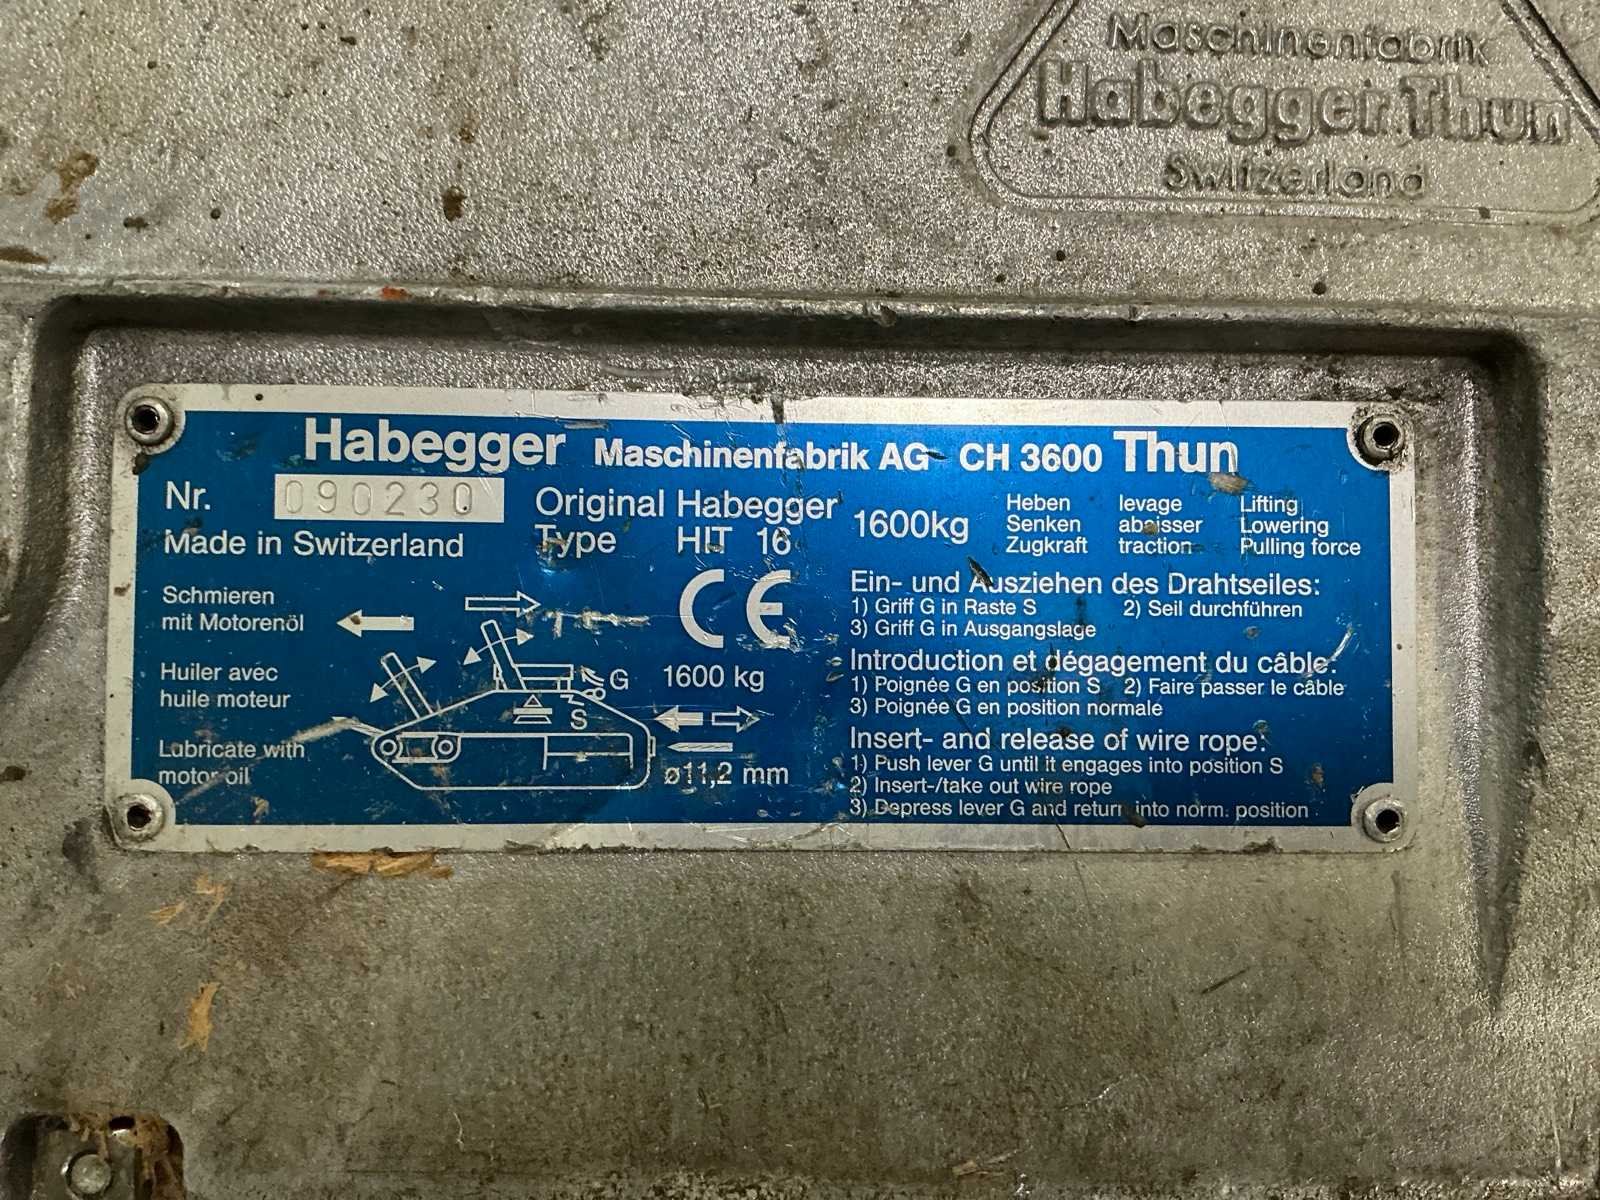 Maschinenfabrik
Habegger Thun
Switzerland
Habegger Maschinenfabrik AG CH 3600 Thun
Nr. 090230
Made in Switzerland
Original Habegger
Type HIT 16
1600kg
Heben levage Lifting
Senken abaisser Lowering
Zugkraft traction Pulling force
Schmieren
mit Motorenöl
Huiler avec
huile moteur
Lubricate with
motor oil
G
S
CE
1600 kg
ø11,2 mm
Ein- und Ausziehen des Drahtseiles:
1) Griff G in Raste S 2) Seil durchführen
3) Griff G in Ausgangslage
Introduction et dégagement du câble:
1) Poignée G en position S 2) Faire passer le câble
3) Poignée G en position normale
Insert- and release of wire rope:
1) Push lever G until it engages into position S
2) Insert-/take out wire rope
3) Depress lever G and return into norm. position